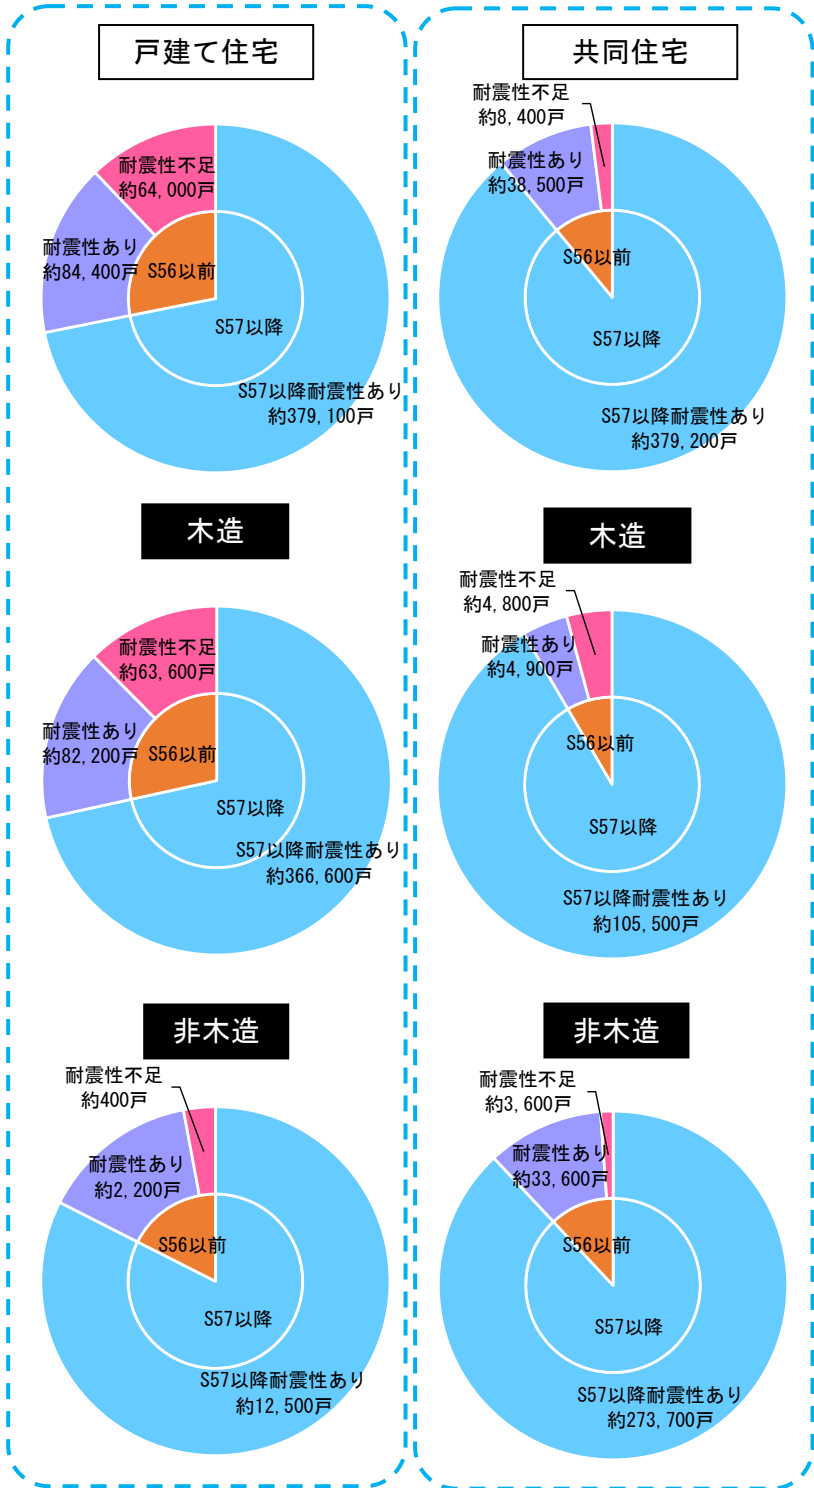 戸建て住宅
耐震性不足
約64,000戸
耐震性あり
約84,400戸
S56以前
S57以降
S57以降耐震性あり
約379,100戸
木造
耐震性不足
約63,600戸
耐震性あり
約82,200戸
S56以前
S57以降
S57以降耐震性あり
約366,600戸
非木造
耐震性不足
約400戸
耐震性あり
約2,200戸
S56以前
S57以降
S57以降耐震性あり
約12,500戸
共同住宅
耐震性不足
約8,400戸
耐震性あり
約38,500戸
S56以前
S57以降
S57以降耐震性あり
約379,200戸
木造
耐震性不足
約4,800戸
耐震性あり
約4,900戸
S56以前
S57以降
S57以降耐震性あり
約105,500戸
非木造
耐震性不足
約3,600戸
耐震性あり
約33,600戸
S56以前
S57以降
S57以降耐震性あり
約273,700戸